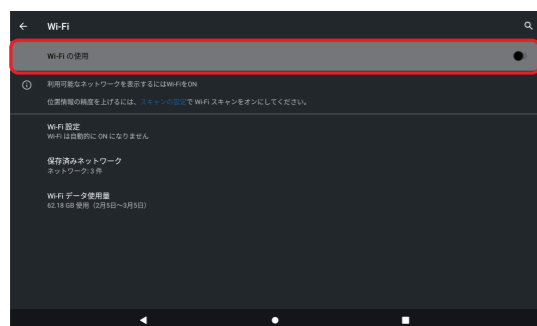 Wi-Fi
Wi-Fi の使用
利用可能なネットワークを表示するにはWi-FiをON
位置情報の精度を上げるには、スキャンの設定で Wi-Fi スキャンをオンにしてください。
Wi-Fi 設定
Wi-Fi は自動的に ON になりません
保存済みネットワーク
ネットワーク: 3 件
Wi-Fi データ使用量
62.18 GB 使用（2月5日～3月5日）